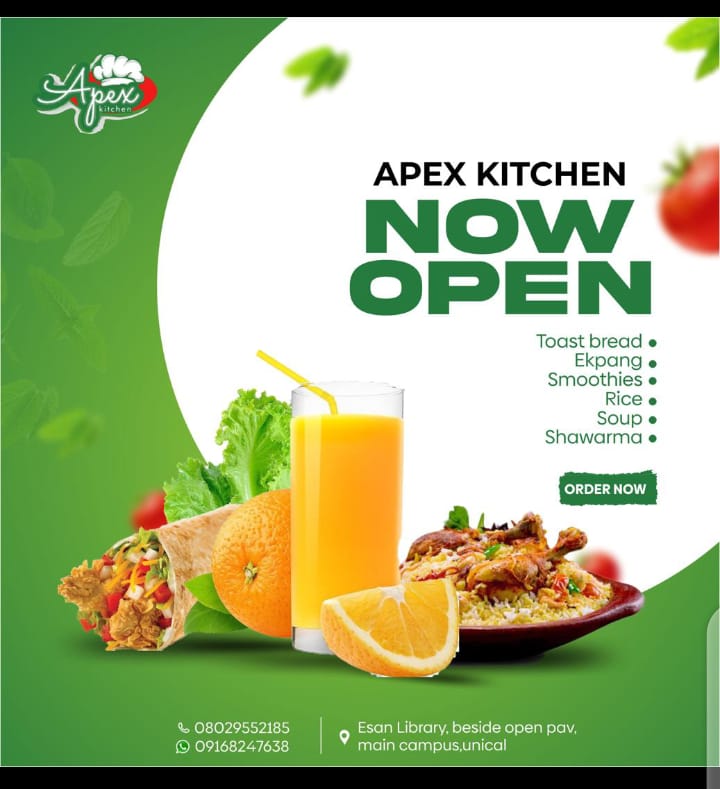 Apex
kitchen
APEX KITCHEN
NOW
OPEN
Toast bread
Ekpang
Smoothies
Rice
Soup
Shawarma
ORDER NOW
08029552185
09168247638
Esan Library, beside open pav,
main campus,unical